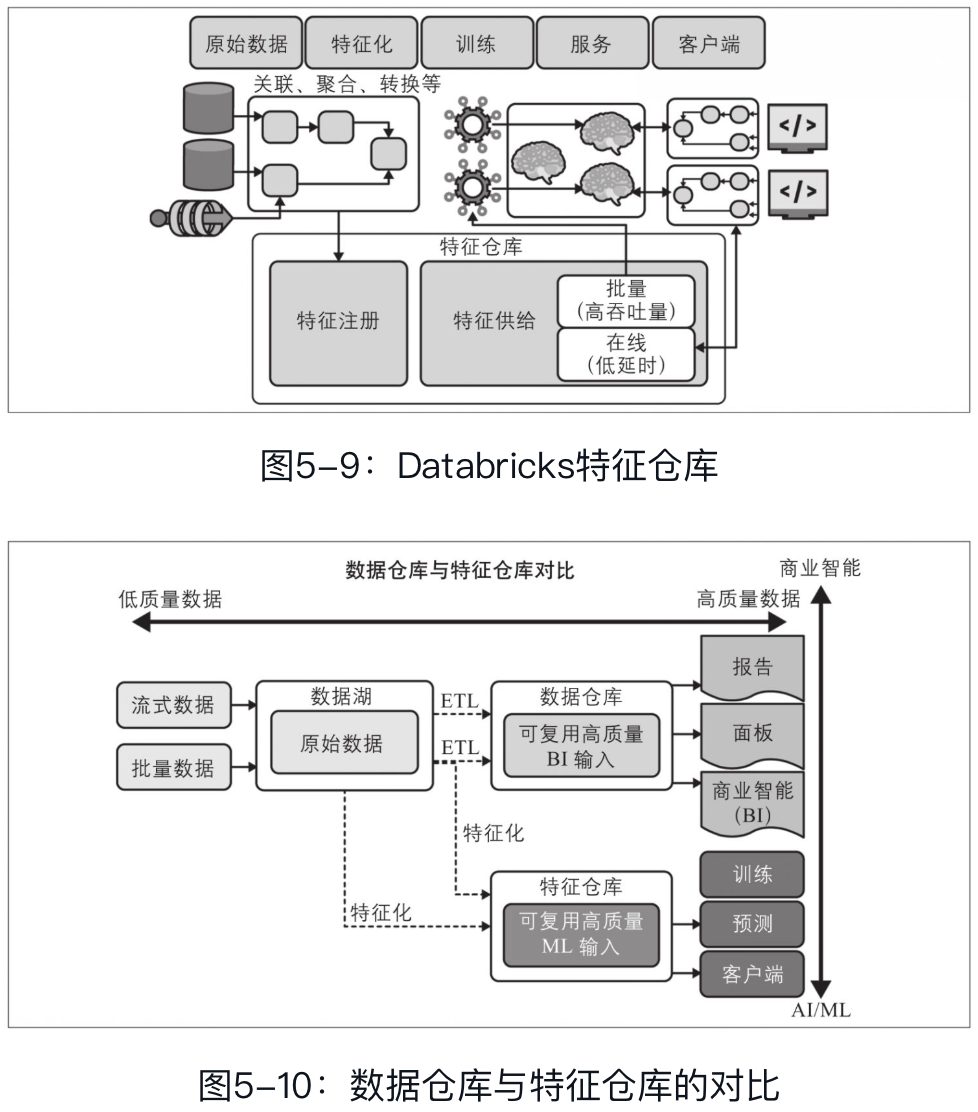 原始数据 特征化 训练 服务 客户端
关联、聚合、转换等
</>
</>
特征仓库
特征注册
特征供给
批量
(高吞吐量)
在线
(低延时)
图5-9：Databricks特征仓库
数据仓库与特征仓库对比
商业智能
低质量数据
高质量数据
流式数据
批量数据
数据湖
原始数据
ETL
ETL
数据仓库
可复用高质量
BI 输入
报告
面板
商业智能
(BI)
特征化
特征化
特征仓库
可复用高质量
ML 输入
训练
预测
客户端
AI/ML
图5-10：数据仓库与特征仓库的对比